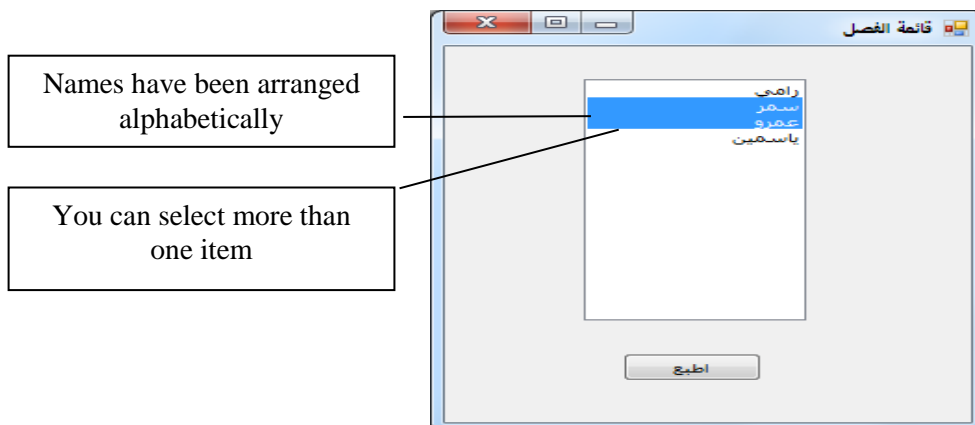 قائمة الفصل
Names have been arranged
alphabetically
You can select more than
one item
رامي
سمر
عمرو
ياسمين
اطبع